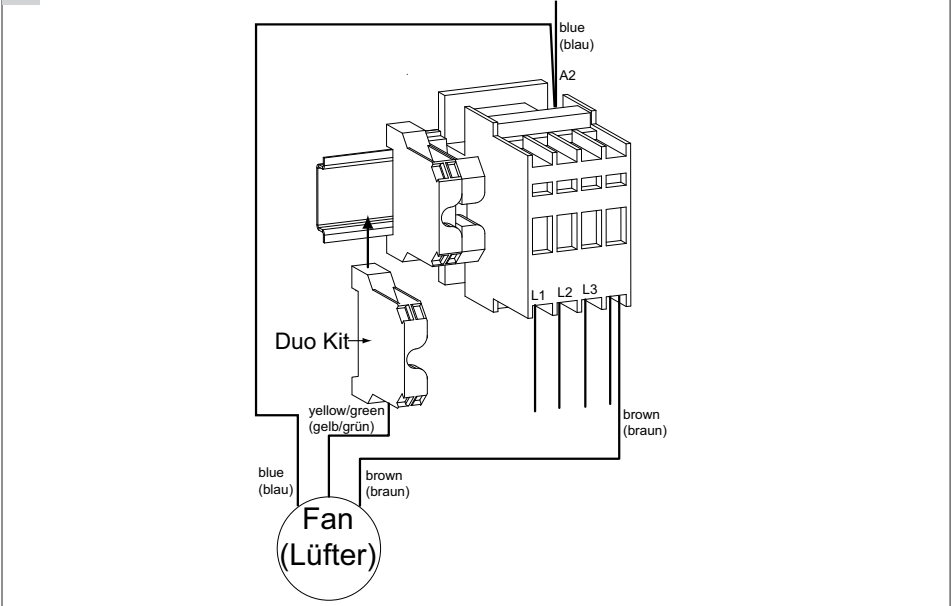 blue
(blau)
A2
L1 L2 L3
Duo Kit
yellow/green
(gelb/grün)
brown
(braun)
blue
(blau)
brown
(braun)
Fan
(Lüfter)